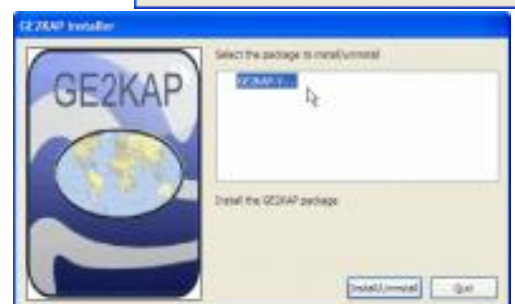 GE2KAP Installer
Select the package to install/uninstall
GE2KAP
Install the GE2KAP package
Install/Uninstall
Quit